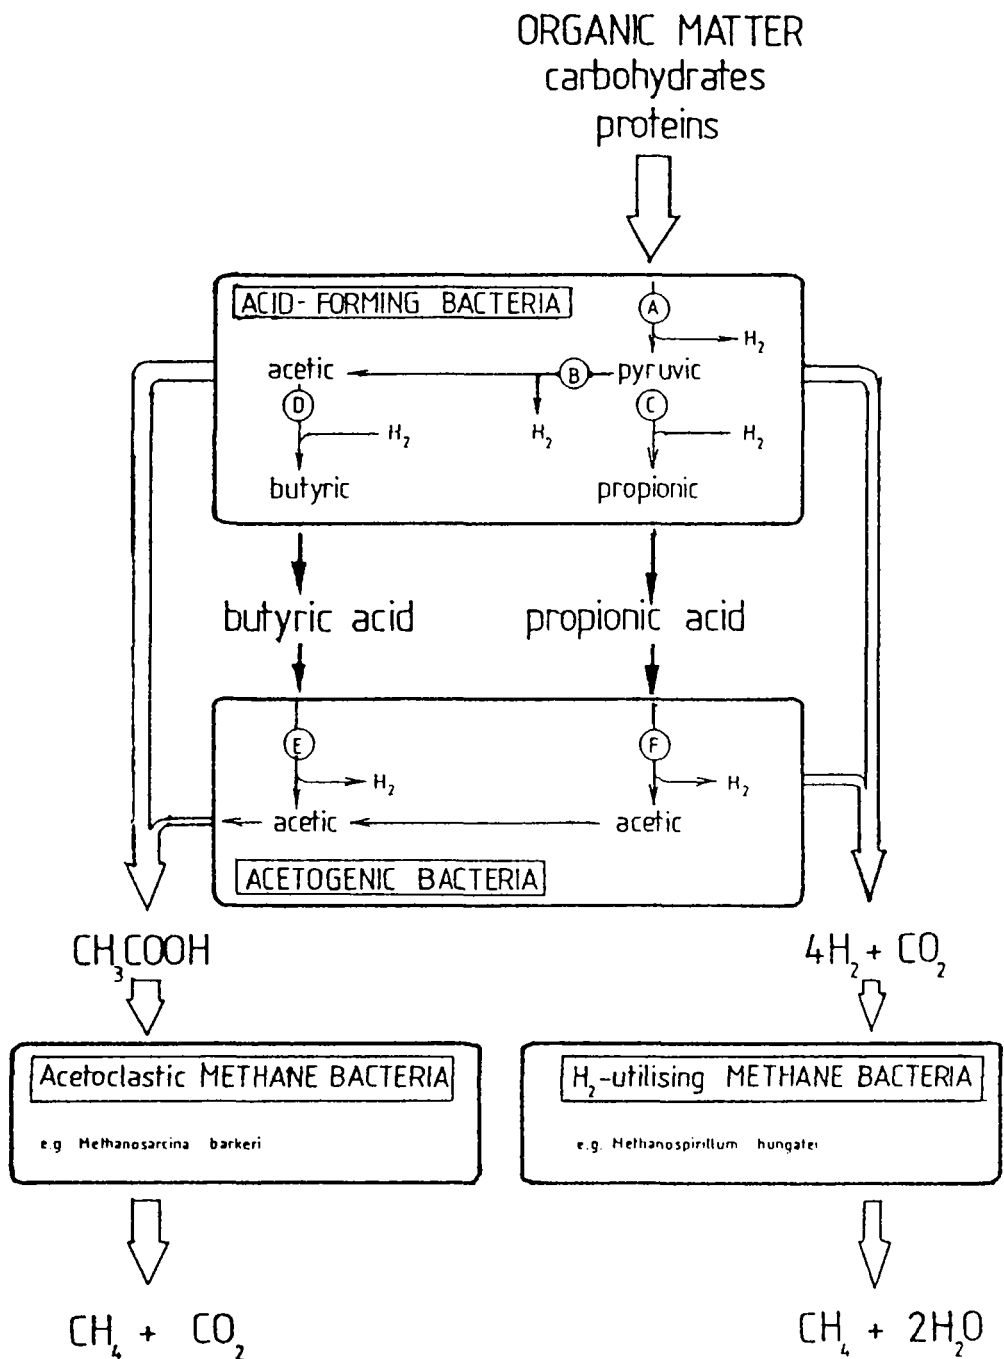 ORGANIC MATTER
carbohydrates
proteins
ACID-FORMING BACTERIA
A
H₂
acetic
B
pyruvic
D
C
H₂
H₂
H₂
butyric
propionic
butyric acid
propionic acid
E
F
H₂
H₂
acetic
acetic
ACETOGENIC BACTERIA
CH₃COOH
4H₂ + CO₂
Acetoclastic METHANE BACTERIA
e.g Methanosarcina barkeri
H₂-utilising METHANE BACTERIA
e.g. Methanospirillum hungatei
CH₄ + CO₂
CH₄ + 2H₂O